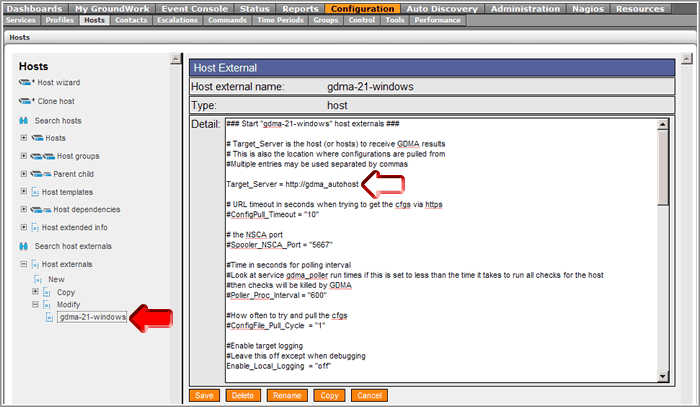 Dashboards My GroundWork Event Console Status Reports Configuration Auto Discovery Administration Nagios Resources
Services Profiles Hosts Contacts Escalations Commands Time Periods Groups Control Tools Performance
Hosts
Hosts
Host wizard
Clone host
Search hosts
Hosts
Host groups
Parent child
Host templates
Host dependencies
Host extended info
Search host externals
Host externals
New
Copy
Modify
gdma-21-windows
Host External
Host external name: gdma-21-windows
Type: host
Detail:
### Start "gdma-21-windows" host externals ###
# Target_Server is the host (or hosts) to receive GDMA results
# This is also the location where configurations are pulled from
#Multiple entries may be used separated by commas
Target_Server = http://gdma_autohost
# URL timeout in seconds when trying to get the cfgs via https
#ConfigPull_Timeout = "10"
# the NSCA port
#Spooler_NSCA_Port = "5667"
#Time in seconds for polling interval
#Look at service gdma_poller run times if this is set to less than the time it takes to run all checks for the host
#then checks will be killed by GDMA
#Poller_Proc_Interval = "600"
#How often to try and pull the cfgs
#ConfigFile_Pull_Cycle = "1"
#Enable target logging
#Leave this off except when debugging
Enable_Local_Logging = "off"
Save Delete Rename Copy Cancel